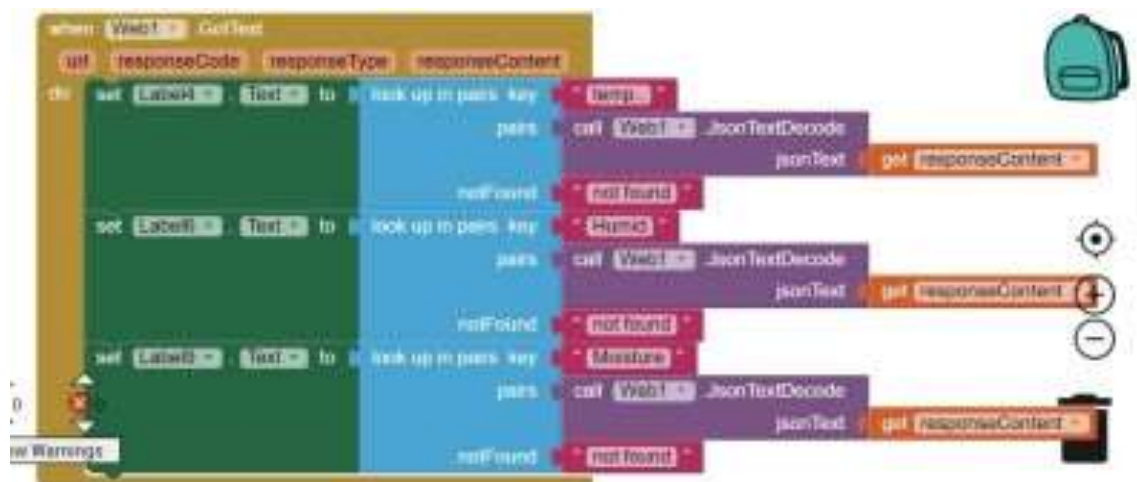 when Web1 .GotText
url responseCode responseType responseContent
do set Label4 . Text to look up in pairs key " temp.. "
pairs call Web1 .JsonTextDecode
jsonText get responseContent
notFound " not found "
set . Text to look up in pairs key " Humid "
pairs call Web1 .JsonTextDecode
jsonText get responseContent
notFound " not found "
set . Text to look up in pairs key " Moisture "
pairs call Web1 .JsonTextDecode
0 jsonText get responseContent
w Warnings notFound " not found "